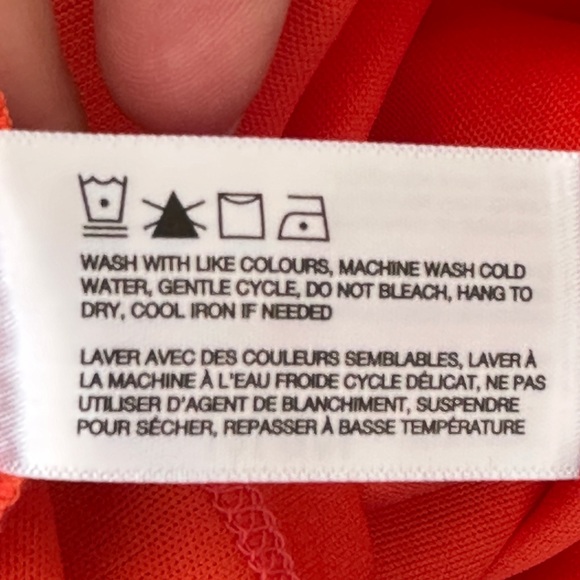 WASH WITH LIKE COLOURS, MACHINE WASH COLD
WATER, GENTLE CYCLE, DO NOT BLEACH, HANG TO
DRY, COOL IRON IF NEEDED
LAVER AVEC DES COULEURS SEMBLABLES, LAVER À
LA MACHINE À L'EAU FROIDE CYCLE DÉLICAT, NE PAS
UTILISER D'AGENT DE BLANCHIMENT, SUSPENDRE
POUR SÉCHER, REPASSER À BASSE TEMPÉRATURE